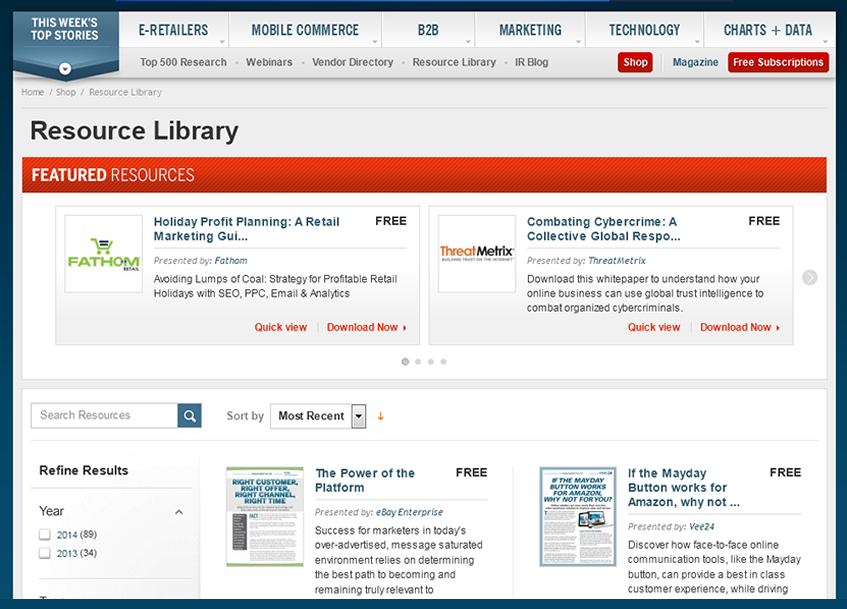 THIS WEEK'S
TOP STORIES
E-RETAILERS
MOBILE COMMERCE
B2B
MARKETING
TECHNOLOGY
CHARTS + DATA
Top 500 Research
Webinars
Vendor Directory
Resource Library
IR Blog
Shop
Magazine
Free Subscriptions
Home / Shop / Resource Library
Resource Library
FEATURED RESOURCES
FATHOM
RETAIL
Holiday Profit Planning: A Retail
Marketing Gui...
FREE
Presented by: Fathom
Avoiding Lumps of Coal: Strategy for Profitable Retail
Holidays with SEO, PPC, Email & Analytics
Quick view
Download Now
ThreatMetrix
BUILDING TRUST ON THE INTERNET
Combating Cybercrime: A
Collective Global Respo...
FREE
Presented by: ThreatMetrix
Download this whitepaper to understand how your
online business can use global trust intelligence to
combat organized cybercriminals.
Quick view
Download Now
Search Resources
Sort by
Most Recent
Refine Results
Year
2014 (89)
2013 (34)
RIGHT CUSTOMER,
RIGHT OFFER,
RIGHT CHANNEL,
RIGHT TIME
The Power of the
Platform
FREE
Presented by: eBay Enterprise
Success for marketers in today's
over-advertised, message saturated
environment relies on determining
the best path to becoming and
remaining truly relevant to
IF THE MAYDAY
BUTTON WORKS
FOR AMAZON,
WHY NOT FOR YOU?
If the Mayday
Button works for
Amazon, why not ...
FREE
Presented by: Vee24
Discover how face-to-face online
communication tools, like the Mayday
button, can provide a best in class
customer experience, while driving